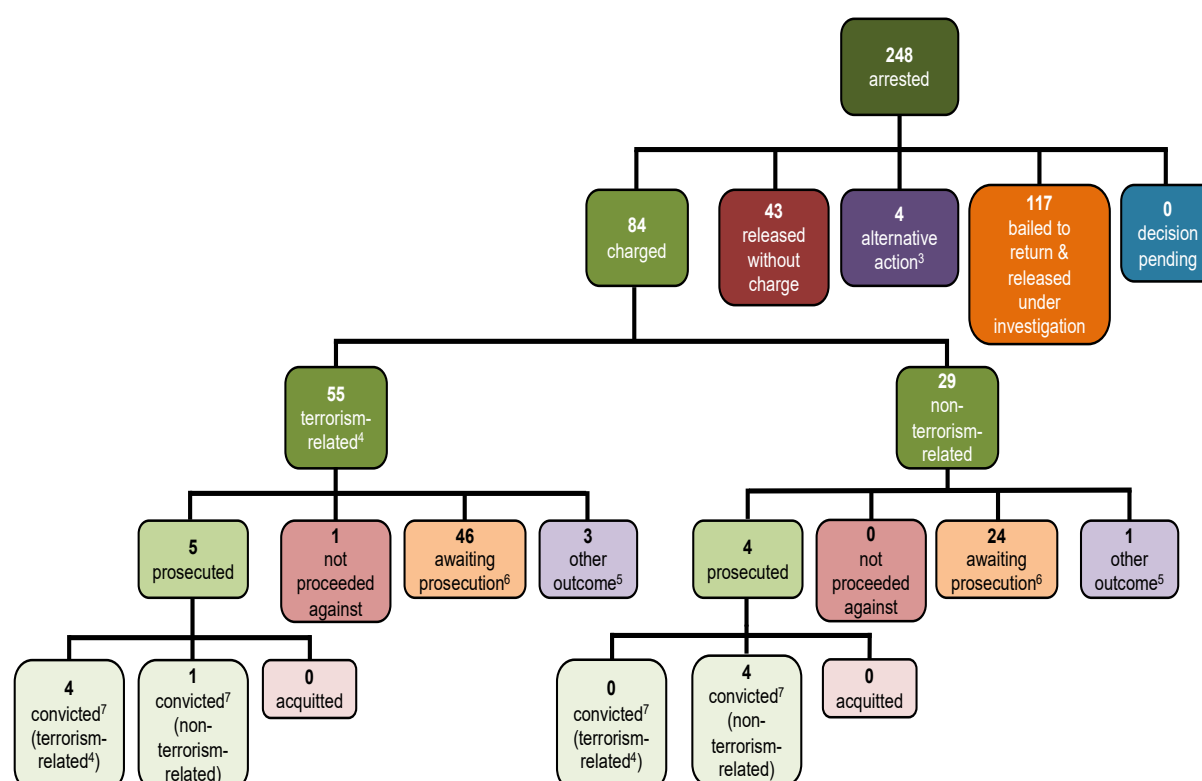 248
arrested
84
charged
43
released
without
charge
4
alternative
action³
117
bailed to
return &
released
under
investigation
0
decision
pending
55
terrorism-
related⁴
29
non-
terrorism-
related
5
prosecuted
1
not
proceeded
against
46
awaiting
prosecution⁶
3
other
outcome⁵
4
prosecuted
0
not
proceeded
against
24
awaiting
prosecution⁶
1
other
outcome⁵
4
convicted⁷
(terrorism-
related⁴)
1
convicted⁷
(non-
terrorism-
related)
0
acquitted
0
convicted⁷
(terrorism-
related⁴)
4
convicted⁷
(non-
terrorism-
related)
0
acquitted